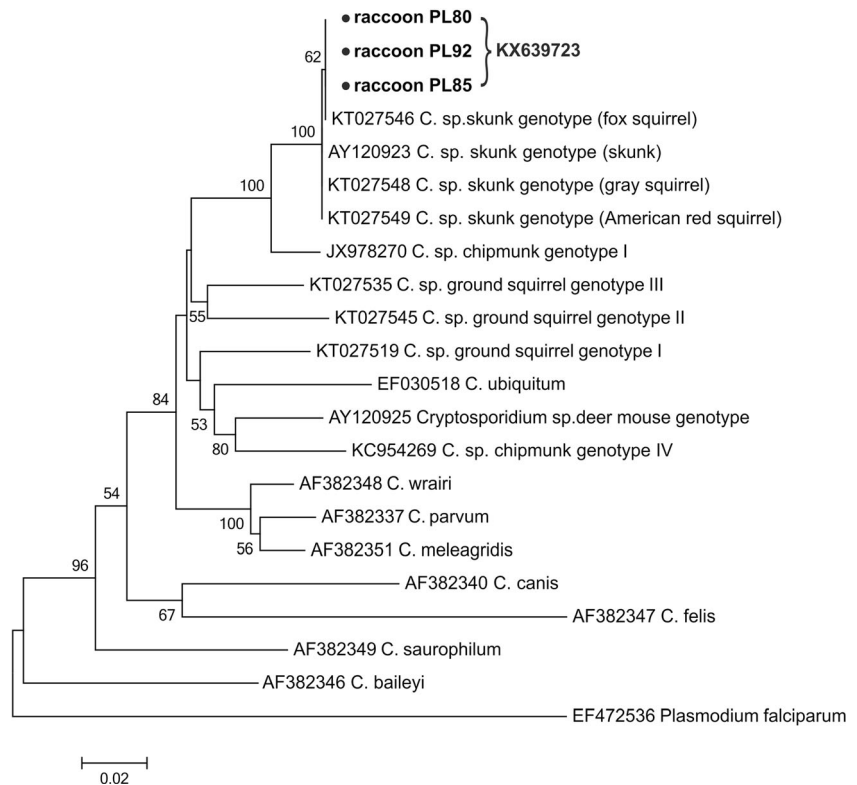 raccoon PL80
raccoon PL92
KX639723
62
raccoon PL85
KT027546 C. sp.skunk genotype (fox squirrel)
100
AY120923 C. sp. skunk genotype (skunk)
100
KT027548 C. sp. skunk genotype (gray squirrel)
KT027549 C. sp. skunk genotype (American red squirrel)
JX978270 C. sp. chipmunk genotype I
KT027535 C. sp. ground squirrel genotype III
55
KT027545 C. sp. ground squirrel genotype II
KT027519 C. sp. ground squirrel genotype I
EF030518 C. ubiquitum
84
AY120925 Cryptosporidium sp.deer mouse genotype
53
80
KC954269 C. sp. chipmunk genotype IV
AF382348 C. wrairi
54
AF382337 C. parvum
100
56
AF382351 C. meleagridis
96
AF382340 C. canis
67
AF382347 C. felis
AF382349 C. saurophilum
AF382346 C. baileyi
EF472536 Plasmodium falciparum
0.02